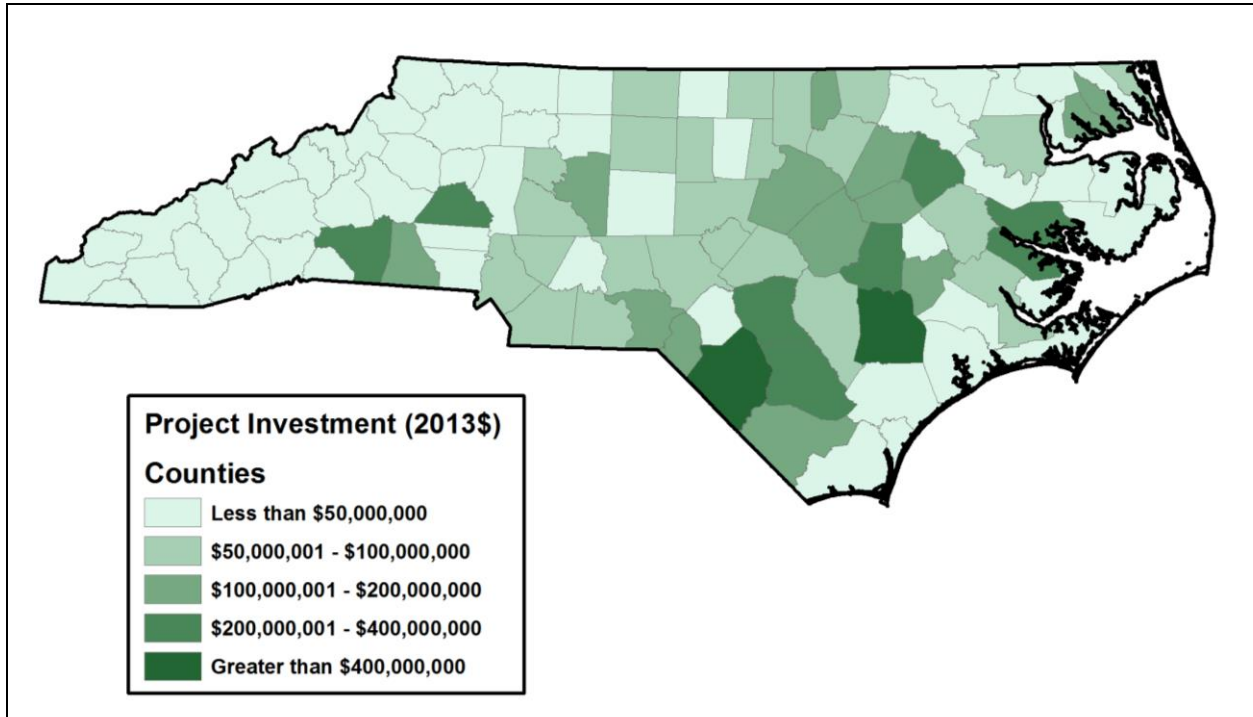 Project Investment (2013$)
Counties
Less than $50,000,000
$50,000,001 - $100,000,000
$100,000,001 - $200,000,000
$200,000,001 - $400,000,000
Greater than $400,000,000